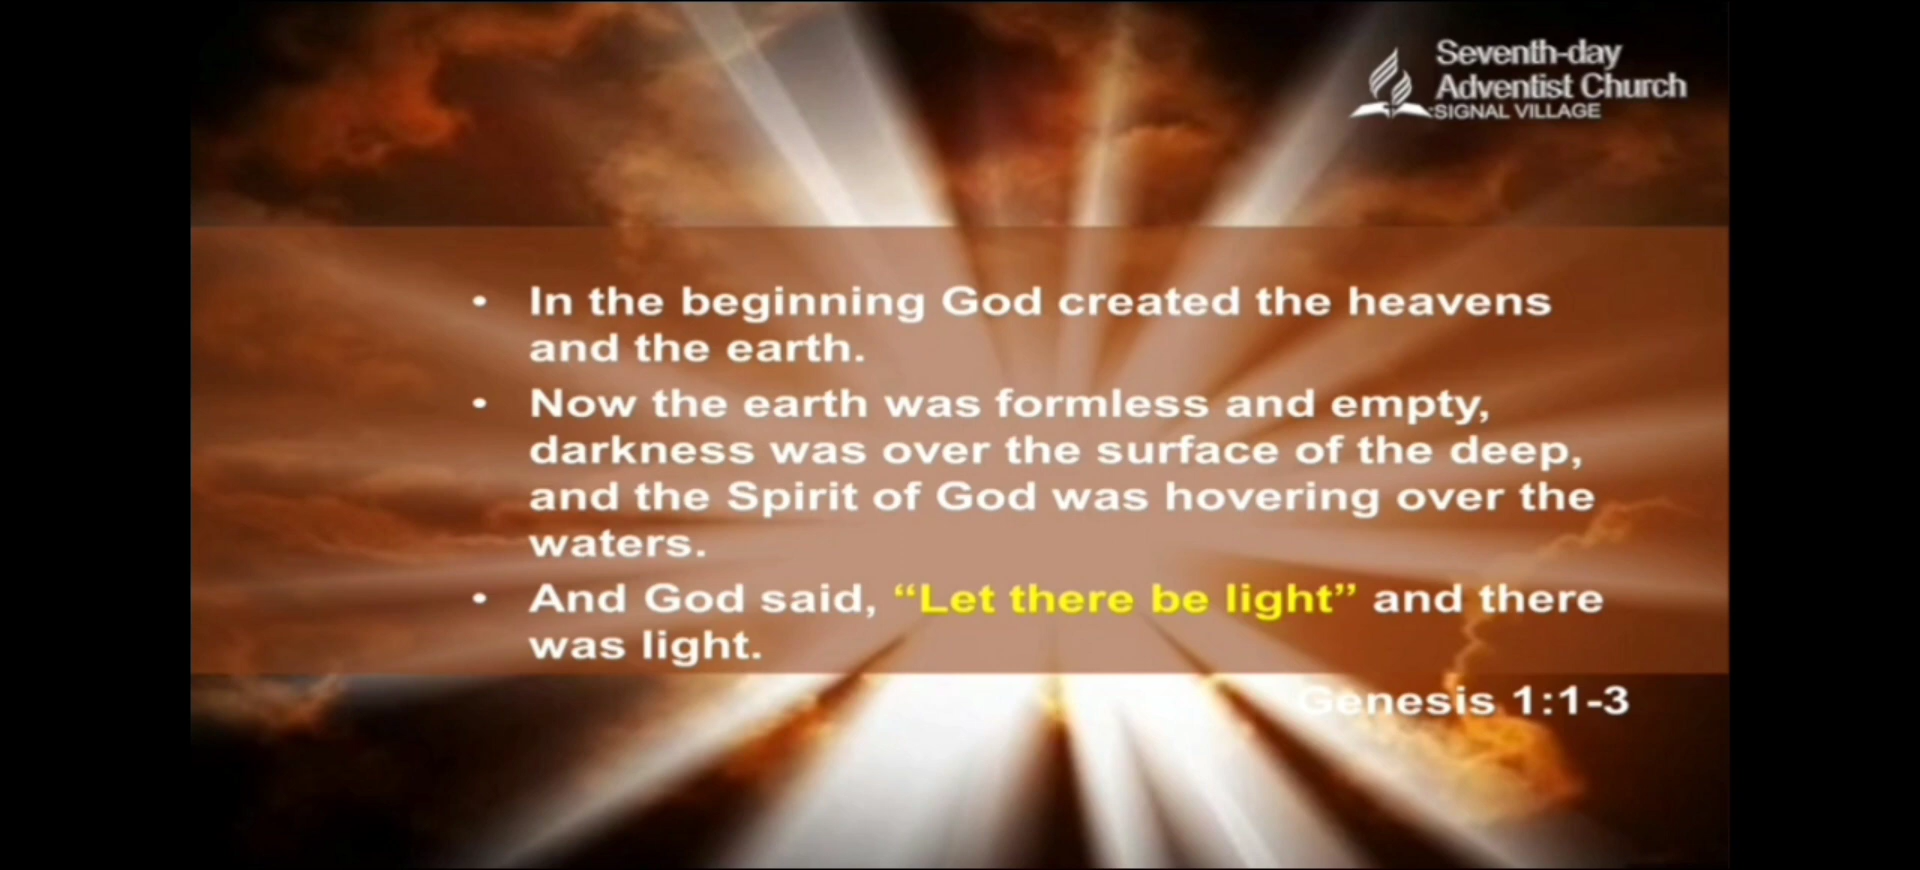 Seventh-day
Adventist Church
SIGNAL VILLAGE
• In the beginning God created the heavens
and the earth.
• Now the earth was formless and empty,
darkness was over the surface of the deep,
and the Spirit of God was hovering over the
waters.
• And God said, “Let there be light” and there
was light.
Genesis 1:1-3